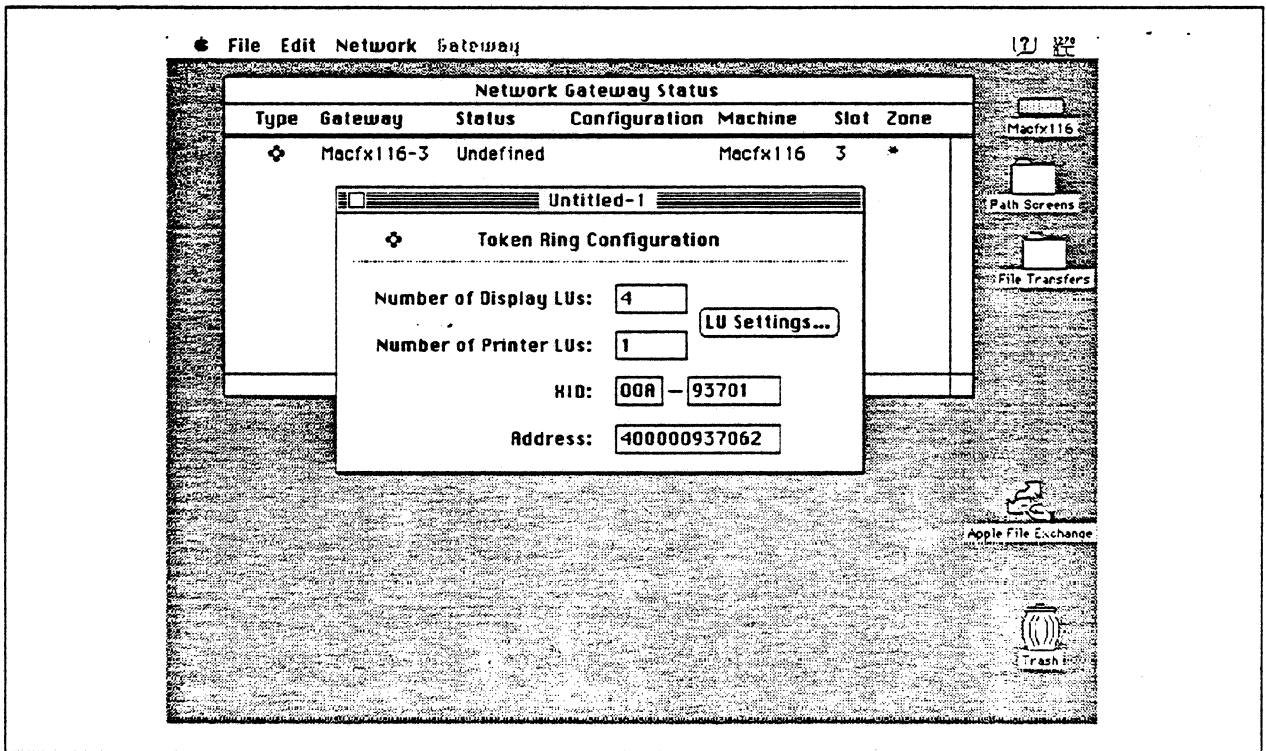 File Edit Network Gateway
Network Gateway Status
Type Gateway Status Configuration Machine Slot Zone
Macfx116-3 Undefined Macfx116 3 *
Untitled-1
Token Ring Configuration
Number of Display LUs: 4
LU Settings...
Number of Printer LUs: 1
XID: 00A - 93701
Address: 400000937062
Macfx116
Path Screens
File Transfers
Apple File Exchange
Trash